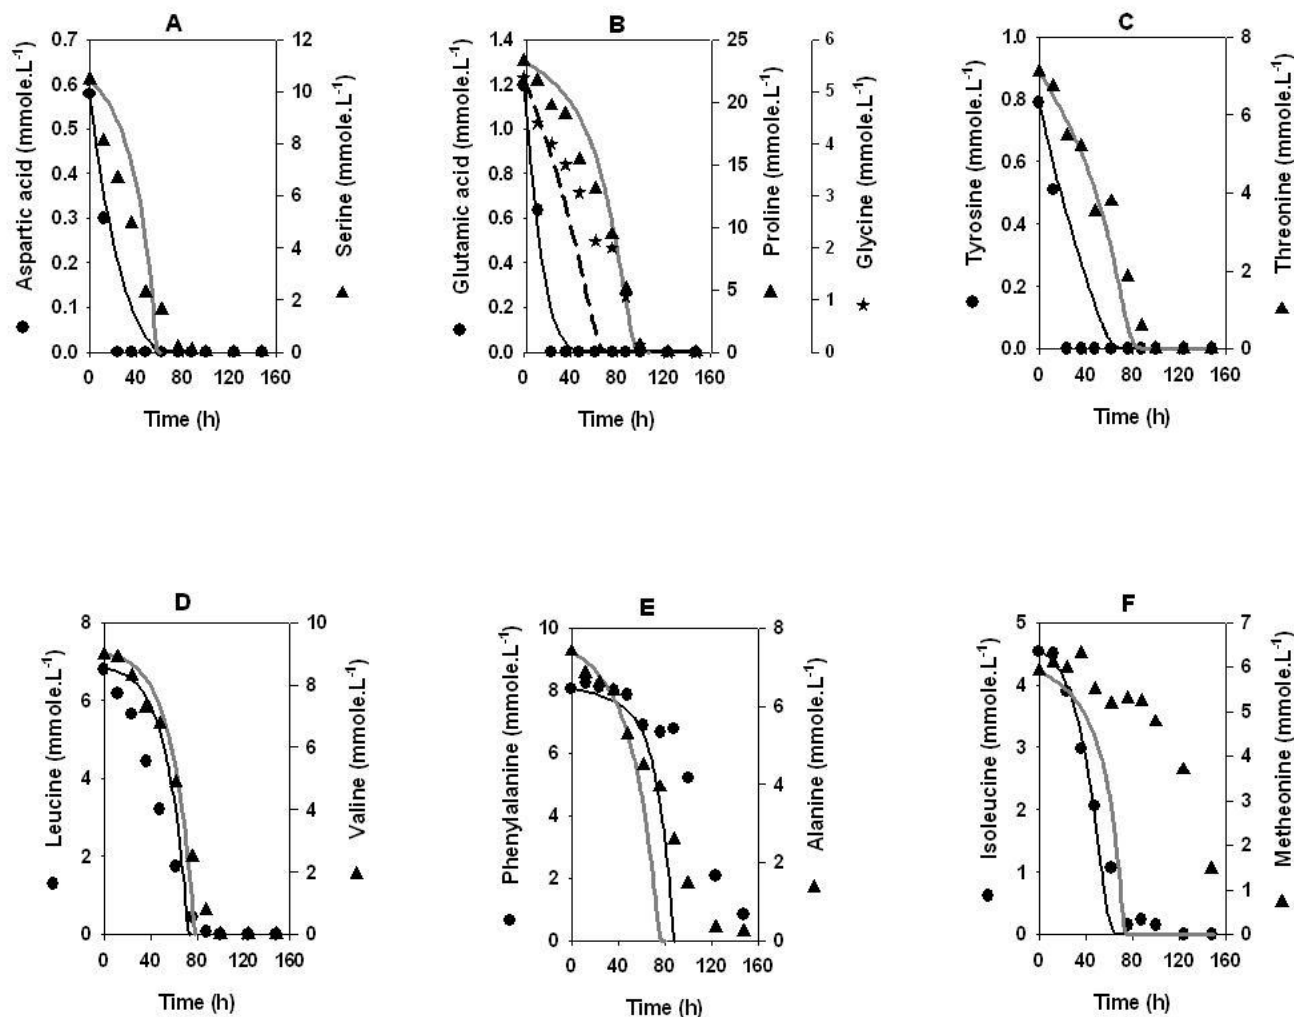 A
Aspartic acid (mmole.L-1)
0.7
0.6
0.5
0.4
0.3
0.2
0.1
0.0
12
10
8
6
4
2
0
Serine (mmole.L-1)
0 40 80 120 160
Time (h)
B
Glutamic acid (mmole.L-1)
1.4
1.2
1.0
0.8
0.6
0.4
0.2
0.0
25
20
15
10
5
0
Proline (mmole.L-1)
6
5
4
3
2
1
0
Glycine (mmole.L-1)
0 40 80 120 160
Time (h)
C
Tyrosine (mmole.L-1)
1.0
0.8
0.6
0.4
0.2
0.0
8
6
4
2
0
Threonine (mmole.L-1)
0 40 80 120 160
Time (h)
D
Leucine (mmole.L-1)
8
6
4
2
0
10
8
6
4
2
0
Valine (mmole.L-1)
0 40 80 120 160
Time (h)
E
Phenylalanine (mmole.L-1)
10
8
6
4
2
0
8
6
4
2
0
Alanine (mmole.L-1)
0 40 80 120 160
Time (h)
F
Isoleucine (mmole.L-1)
5
4
3
2
1
0
7
6
5
4
3
2
1
0
Metheonine (mmole.L-1)
0 40 80 120 160
Time (h)